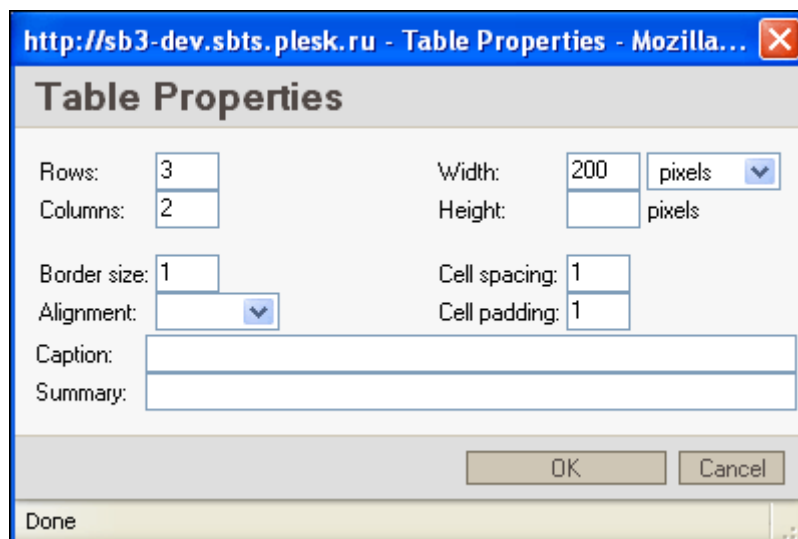 http://sb3-dev.sbts.plesk.ru - Table Properties - Mozilla...
Table Properties
Rows: 3 Width: 200 pixels
Columns: 2 Height: pixels
Border size: 1 Cell spacing: 1
Alignment: Cell padding: 1
Caption:
Summary:
OK Cancel
Done